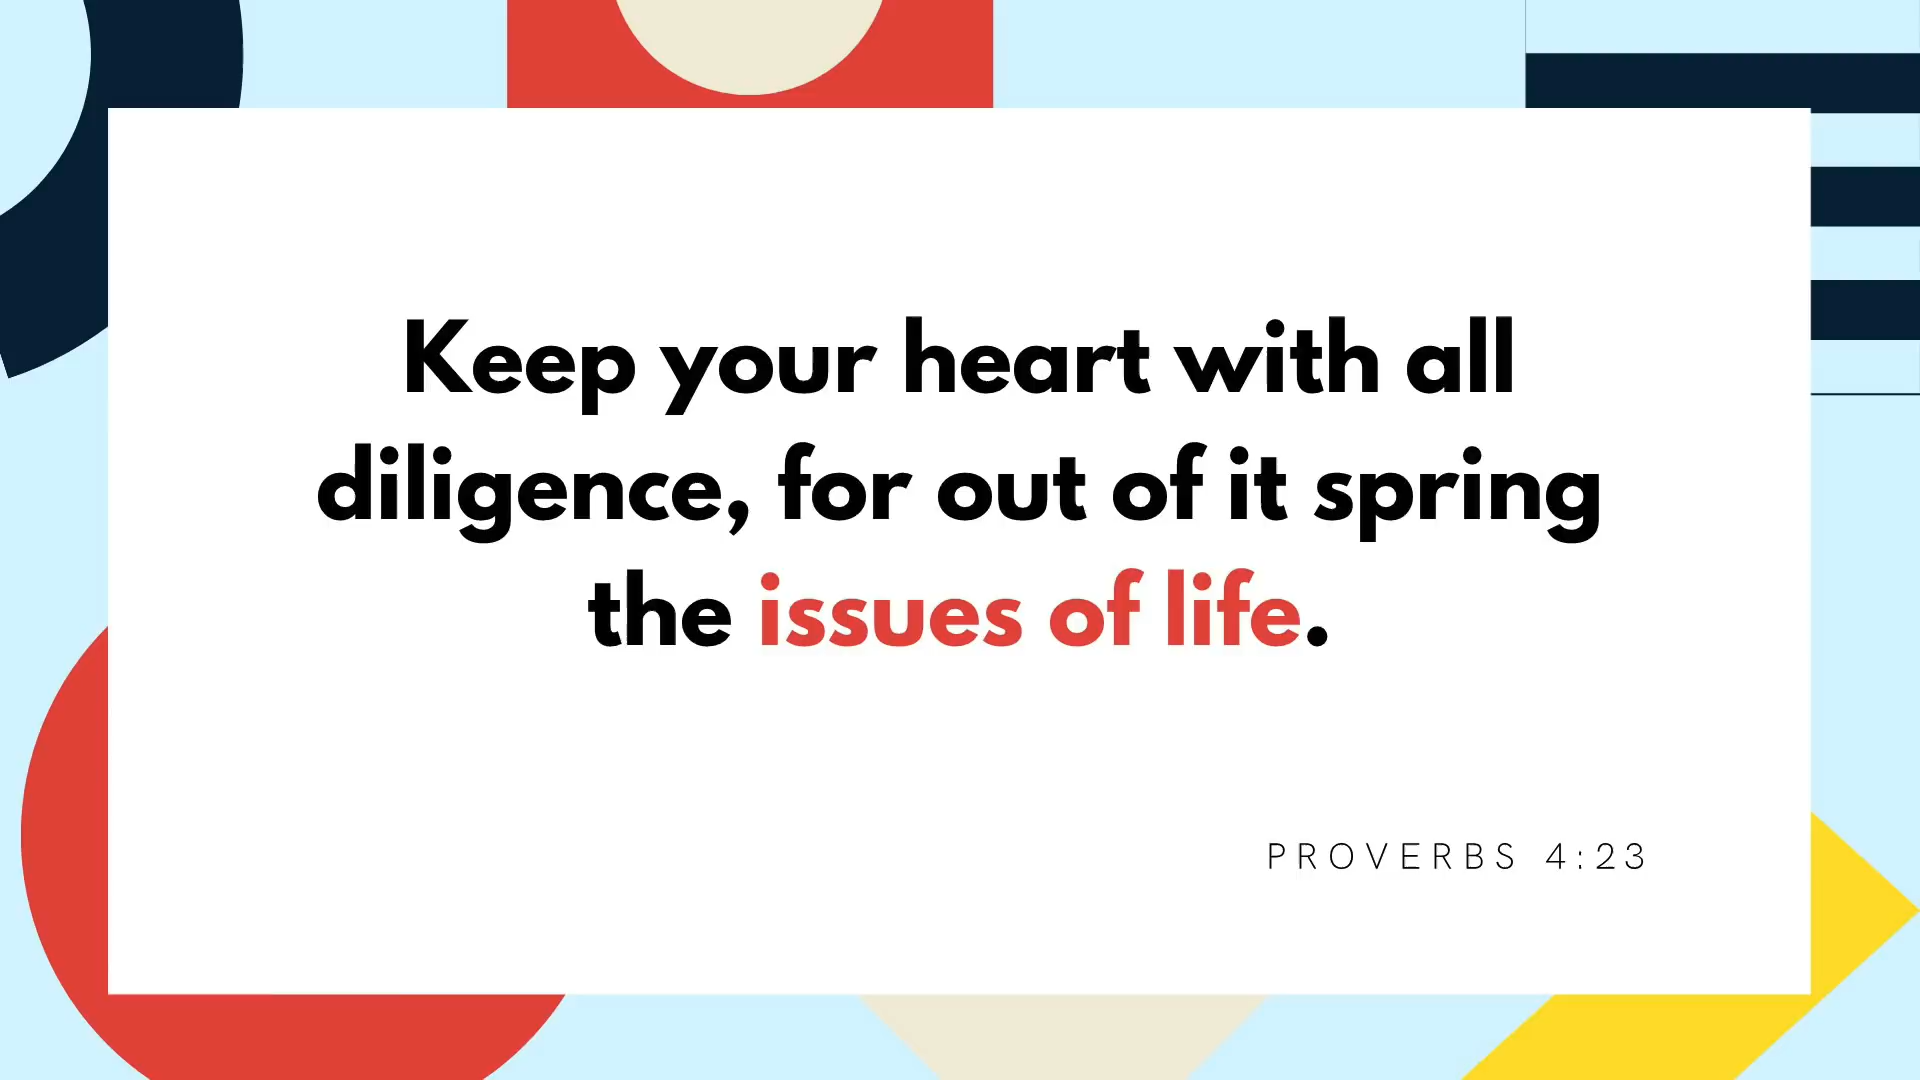 Keep your heart with all
diligence, for out of it spring
the issues of life.
PROVERBS 4:23